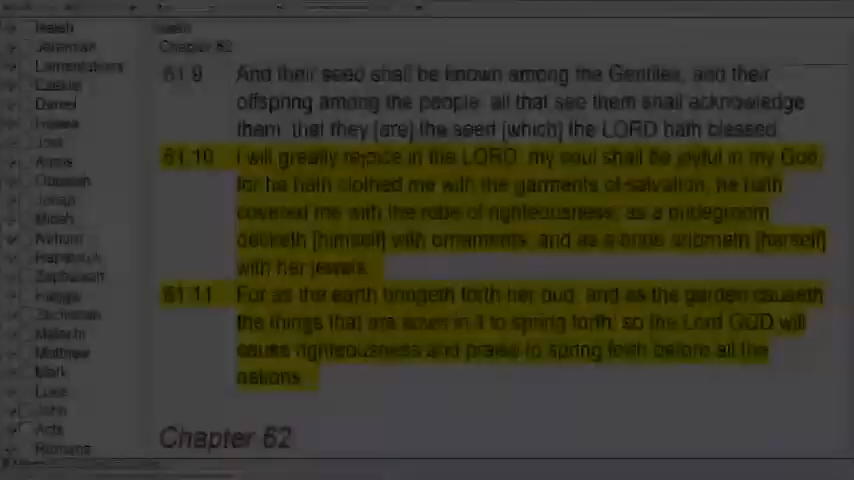 Isaiah
Jeremiah
Lamentations
Ezekiel
Daniel
Hosea
Joel
Amos
Obadiah
Jonah
Micah
Nahum
Habakkuk
Zephaniah
Haggai
Zechariah
Malachi
Matthew
Mark
Luke
John
Acts
Romans
Isaiah
Chapter 62
61:9 And their seed shall be known among the Gentiles, and their
offspring among the people: all that see them shall acknowledge
them, that they [are] the seed [which] the LORD hath blessed.
61:10 I will greatly rejoice in the LORD, my soul shall be joyful in my God;
for he hath clothed me with the garments of salvation, he hath
covered me with the robe of righteousness, as a bridegroom
decketh [himself] with ornaments, and as a bride adorneth [herself]
with her jewels.
61:11 For as the earth bringeth forth her bud, and as the garden causeth
the things that are sown in it to spring forth; so the Lord GOD will
cause righteousness and praise to spring forth before all the
nations.
Chapter 62